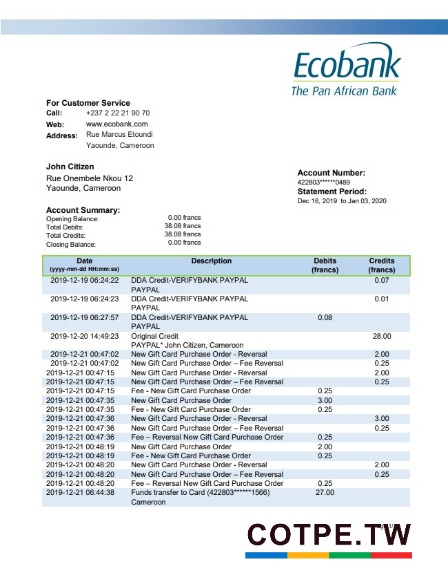 Ecobank
The Pan African Bank
For Customer Service
Call: +237 2 22 21 90 70
Web: www.ecobank.com
Address: Rue Marcus Etoundi
Yaounde, Cameroon
John Citizen
Rue Onembele Nkou 12
Yaounde, Cameroon
Account Number:
422803******0489
Statement Period:
Dec 16, 2019 to Jan 03, 2020
Account Summary:
Opening Balance: 0.00 francs
Total Debits: 38.08 francs
Total Credits: 38.08 francs
Closing Balance: 0.00 francs
Date Description Debits Credits
(yyyy-mm-dd HH:mm:ss) (francs) (francs)
2019-12-19 06:24:22 DDA Credit-VERIFYBANK PAYPAL 0.07
PAYPAL
2019-12-19 06:24:23 DDA Credit-VERIFYBANK PAYPAL 0.01
PAYPAL
2019-12-19 06:27:57 DDA Credit-VERIFYBANK PAYPAL 0.08
PAYPAL
2019-12-20 14:49:23 Original Credit 28.00
PAYPAL* John Citizen, Cameroon
2019-12-21 00:47:02 New Gift Card Purchase Order - Reversal 2.00
2019-12-21 00:47:02 New Gift Card Purchase Order – Fee Reversal 0.25
2019-12-21 00:47:15 New Gift Card Purchase Order - Reversal 2.00
2019-12-21 00:47:15 New Gift Card Purchase Order – Fee Reversal 0.25
2019-12-21 00:47:15 Fee - New Gift Card Purchase Order 0.25
2019-12-21 00:47:35 New Gift Card Purchase Order 3.00
2019-12-21 00:47:35 Fee - New Gift Card Purchase Order 0.25
2019-12-21 00:47:36 New Gift Card Purchase Order - Reversal 3.00
2019-12-21 00:47:36 New Gift Card Purchase Order – Fee Reversal 0.25
2019-12-21 00:47:36 Fee – Reversal New Gift Card Purchase Order 0.25
2019-12-21 00:48:19 New Gift Card Purchase Order 2.00
2019-12-21 00:48:19 Fee - New Gift Card Purchase Order 0.25
2019-12-21 00:48:20 New Gift Card Purchase Order - Reversal 2.00
2019-12-21 00:48:20 New Gift Card Purchase Order – Fee Reversal 0.25
2019-12-21 00:48:20 Fee – Reversal New Gift Card Purchase Order 0.25
2019-12-21 06:44:38 Funds transfer to Card (422803******1566) 27.00
Cameroon
COTPE.TW